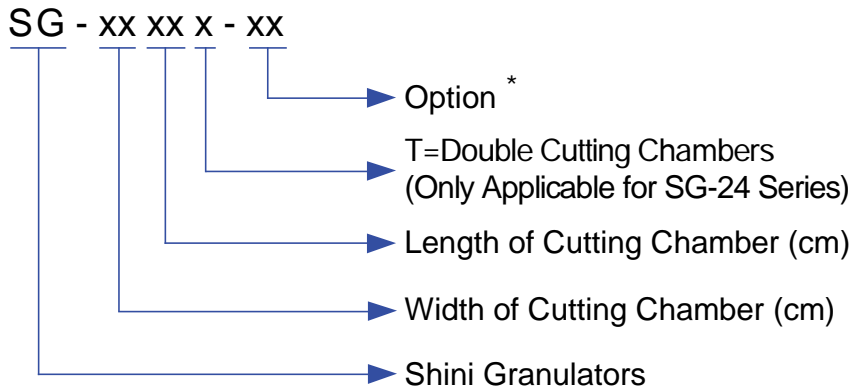 SG - xx xx x - xx
Option *
T=Double Cutting Chambers
(Only Applicable for SG-24 Series)
Length of Cutting Chamber (cm)
Width of Cutting Chamber (cm)
Shini Granulators